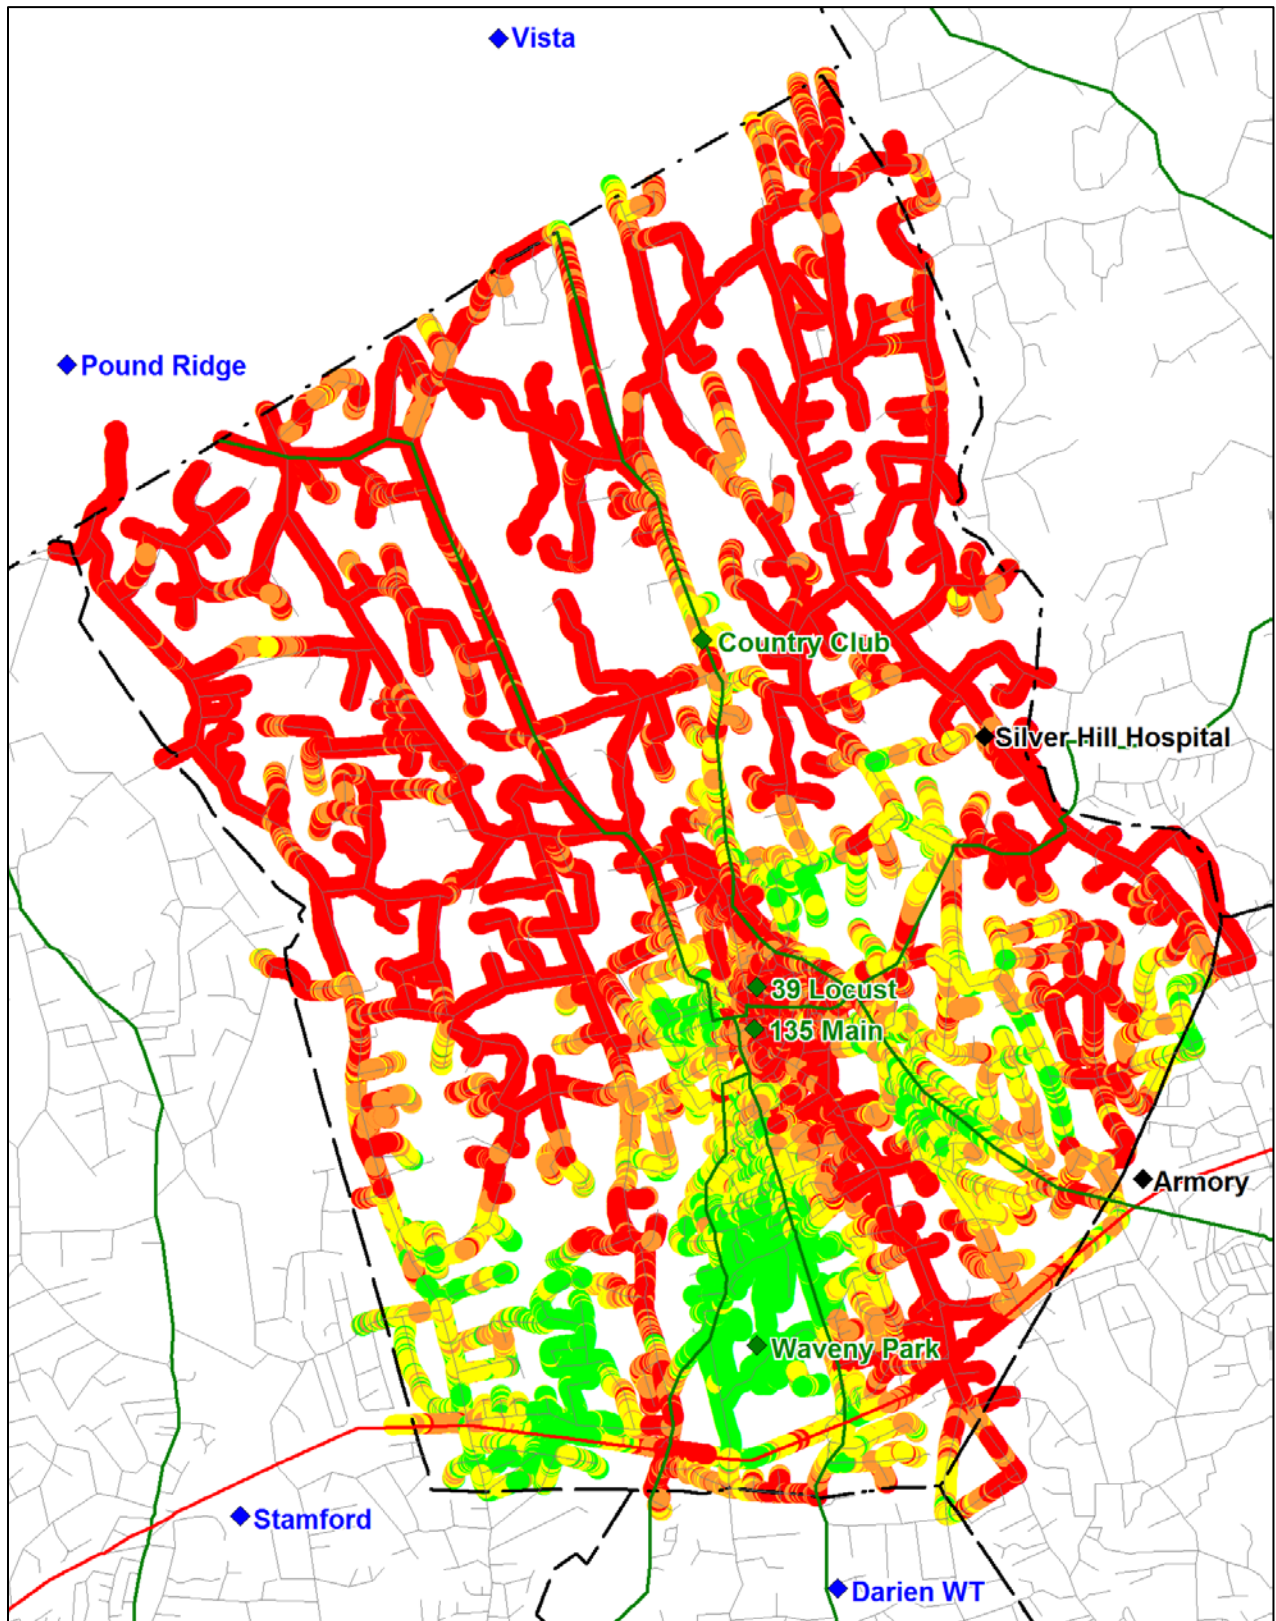 Vista
Pound Ridge
Country Club
Silver Hill Hospital
39 Locust
135 Main
Armory
Waveny Park
Stamford
Darien WT